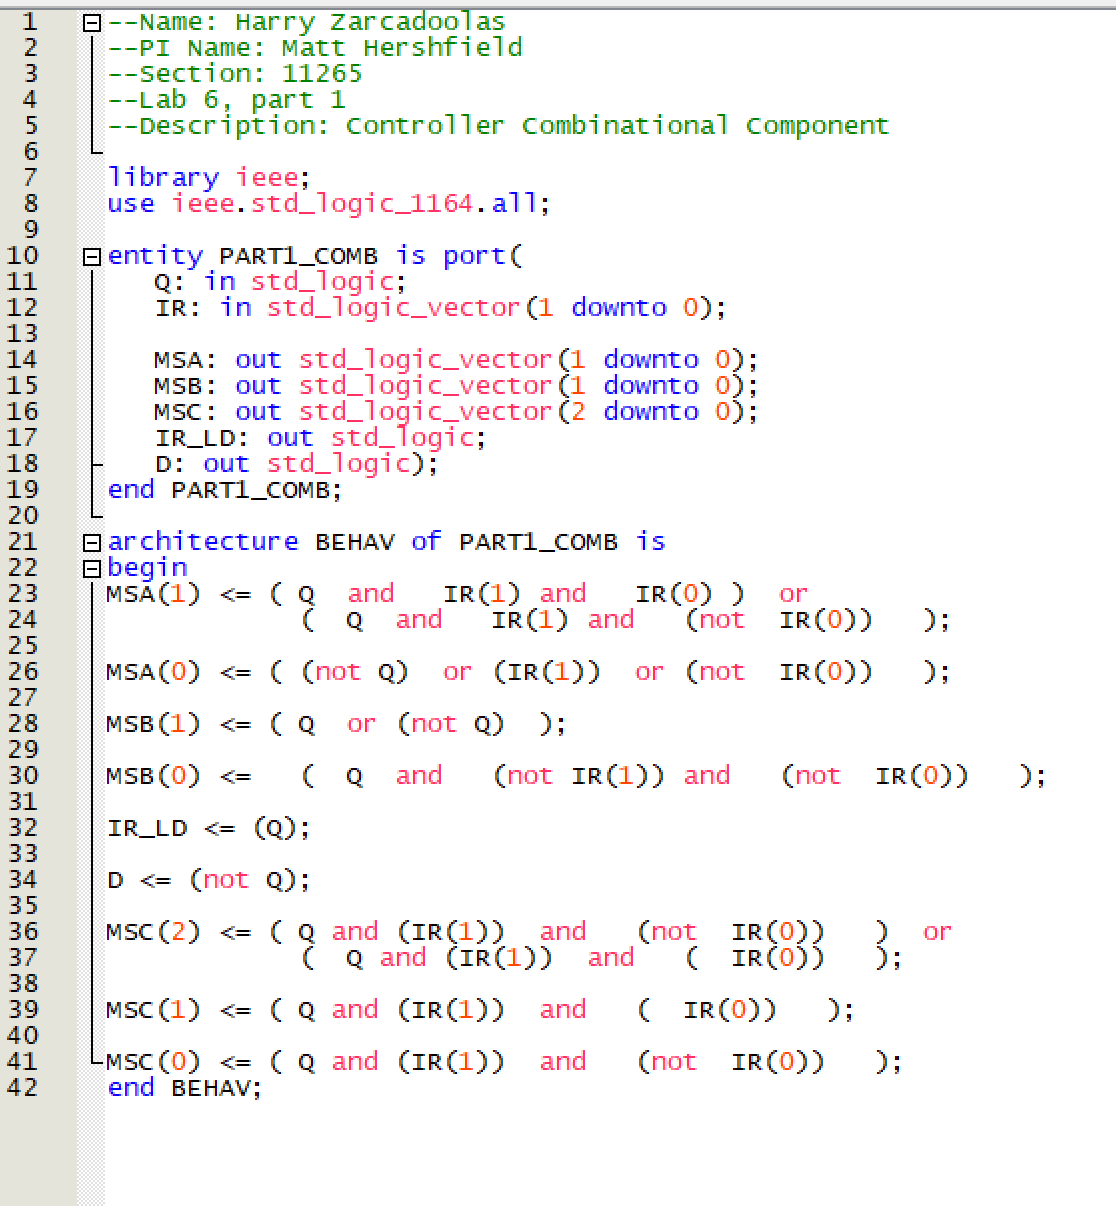 1 --Name: Harry Zarcadoolas
2 --PI Name: Matt Hershfield
3 --Section: 11265
4 --Lab 6, part 1
5 --Description: Controller Combinational Component
6
7 library ieee;
8 use ieee.std_logic_1164.all;
9
10 entity PART1_COMB is port(
11 Q: in std_logic;
12 IR: in std_logic_vector(1 downto 0);
13
14 MSA: out std_logic_vector(1 downto 0);
15 MSB: out std_logic_vector(1 downto 0);
16 MSC: out std_logic_vector(2 downto 0);
17 IR_LD: out std_logic;
18 D: out std_logic);
19 end PART1_COMB;
20
21 architecture BEHAV of PART1_COMB is
22 begin
23 MSA(1) <= ( Q and IR(1) and IR(0) ) or
24 ( Q and IR(1) and (not IR(0)) );
25
26 MSA(0) <= ( (not Q) or (IR(1)) or (not IR(0)) );
27
28 MSB(1) <= ( Q or (not Q) );
29
30 MSB(0) <= ( Q and (not IR(1)) and (not IR(0)) );
31
32 IR_LD <= (Q);
33
34 D <= (not Q);
35
36 MSC(2) <= ( Q and (IR(1)) and (not IR(0)) ) or
37 ( Q and (IR(1)) and ( IR(0)) );
38
39 MSC(1) <= ( Q and (IR(1)) and ( IR(0)) );
40
41 MSC(0) <= ( Q and (IR(1)) and (not IR(0)) );
42 end BEHAV;